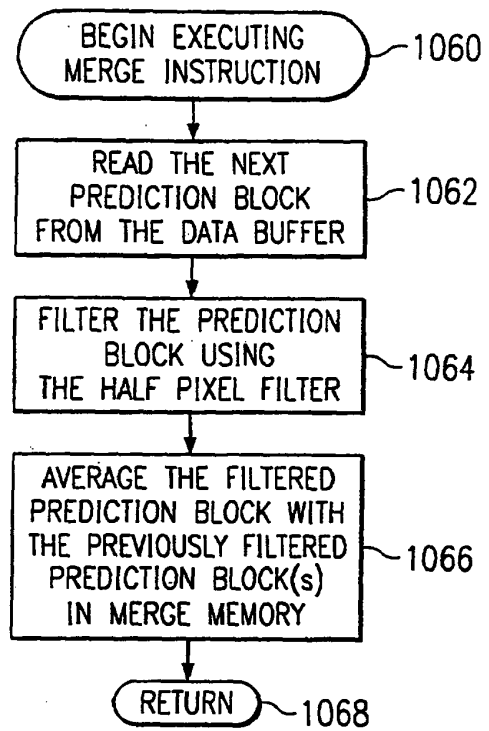 BEGIN EXECUTING
MERGE INSTRUCTION
1060
READ THE NEXT
PREDICTION BLOCK
FROM THE DATA BUFFER
1062
FILTER THE PREDICTION
BLOCK USING
THE HALF PIXEL FILTER
1064
AVERAGE THE FILTERED
PREDICTION BLOCK WITH
THE PREVIOUSLY FILTERED
PREDICTION BLOCK(s)
IN MERGE MEMORY
1066
RETURN
1068